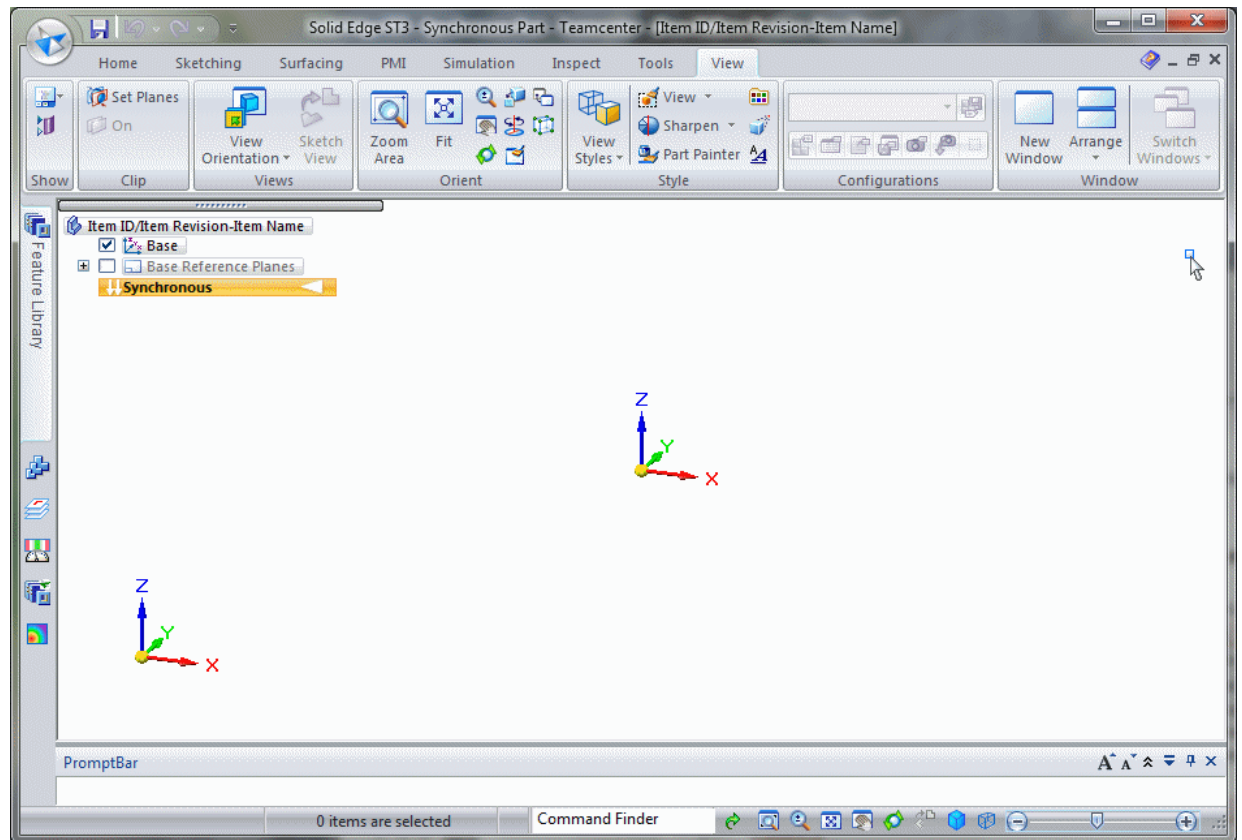 Solid Edge ST3 - Synchronous Part - Teamcenter - [Item ID/Item Revision-Item Name]
Home Sketching Surfacing PMI Simulation Inspect Tools View
Set Planes
On
View Orientation
Sketch View
Zoom Area
Fit
View Styles
View
Sharpen
Part Painter
New Window
Arrange
Switch Windows
Show Clip Views Orient Style Configurations Window
Feature Library
Item ID/Item Revision-Item Name
Base
Base Reference Planes
Synchronous
Z
Y
X
Z
Y
X
PromptBar
0 items are selected
Command Finder